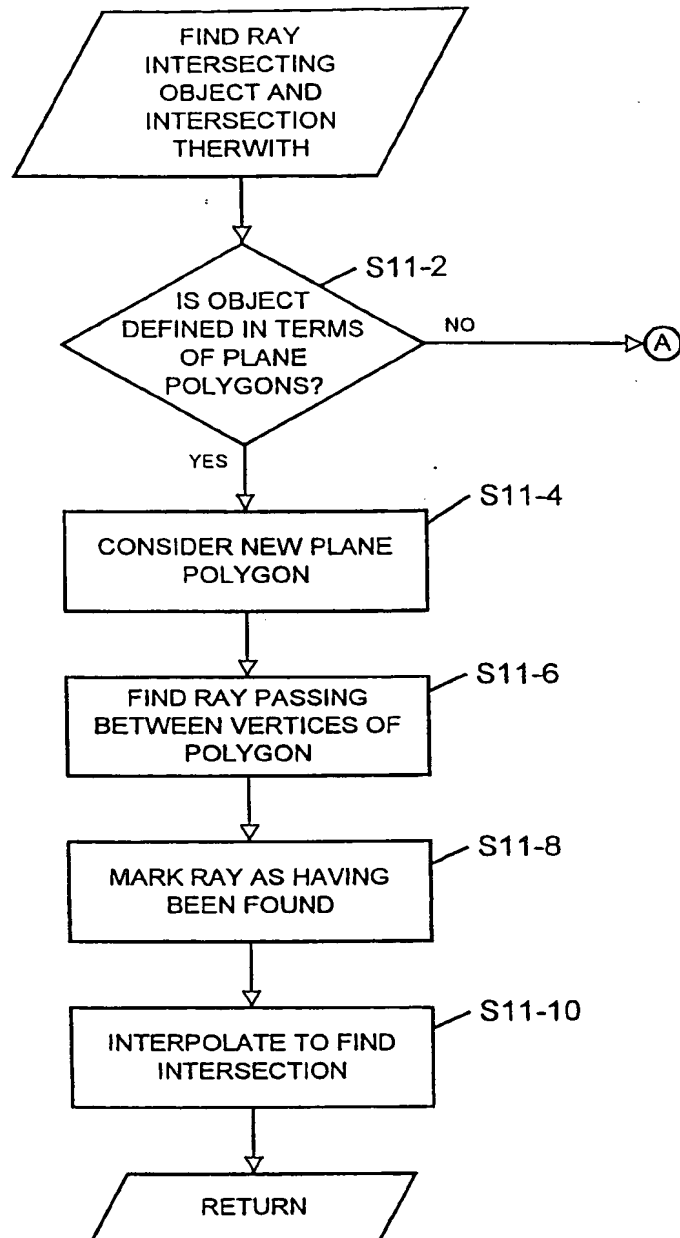 FIND RAY
INTERSECTING
OBJECT AND
INTERSECTION
THERWITH
S11-2
IS OBJECT
DEFINED IN TERMS
OF PLANE
POLYGONS?
NO
A
YES
S11-4
CONSIDER NEW PLANE
POLYGON
S11-6
FIND RAY PASSING
BETWEEN VERTICES OF
POLYGON
S11-8
MARK RAY AS HAVING
BEEN FOUND
S11-10
INTERPOLATE TO FIND
INTERSECTION
RETURN